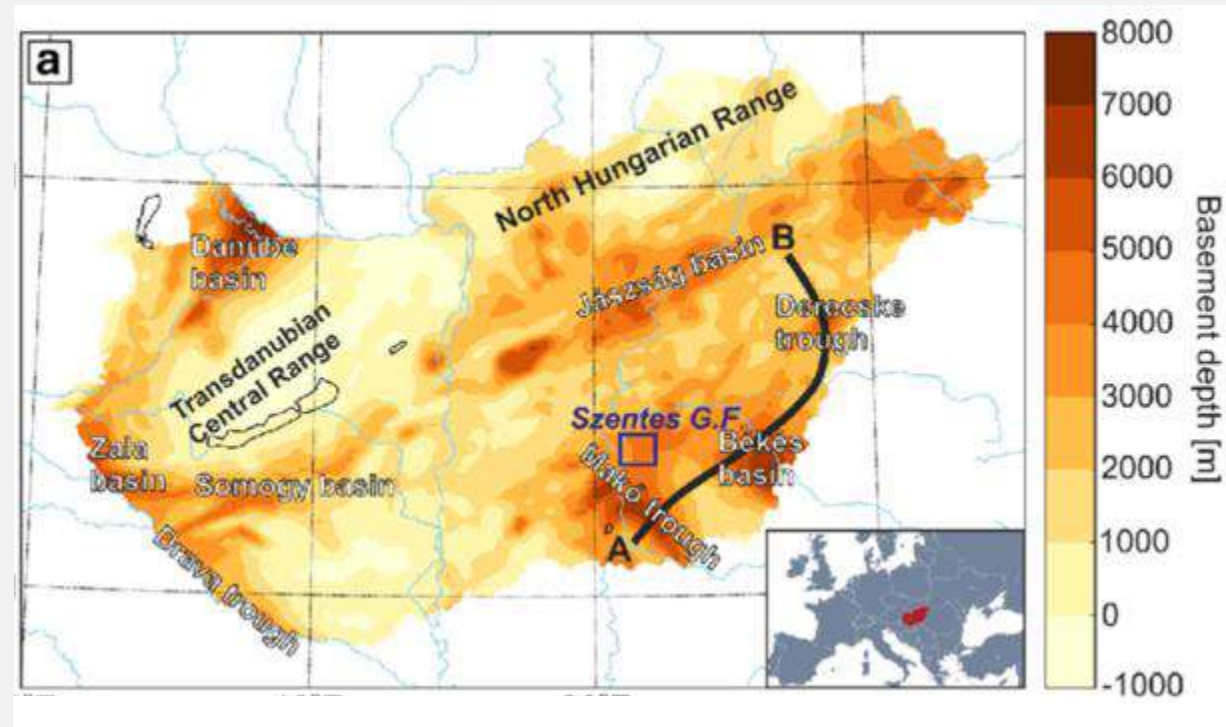 a
North Hungarian Range
Danube
basin
Jászság basin
B
Derecske
trough
Transdanubian
Central Range
Szentes G.F.
Zala
basin
Somogy basin
Békés
basin
Makó trough
Drava trough
A
8000
7000
6000
5000
4000
3000
2000
1000
0
-1000
Basement depth [m]